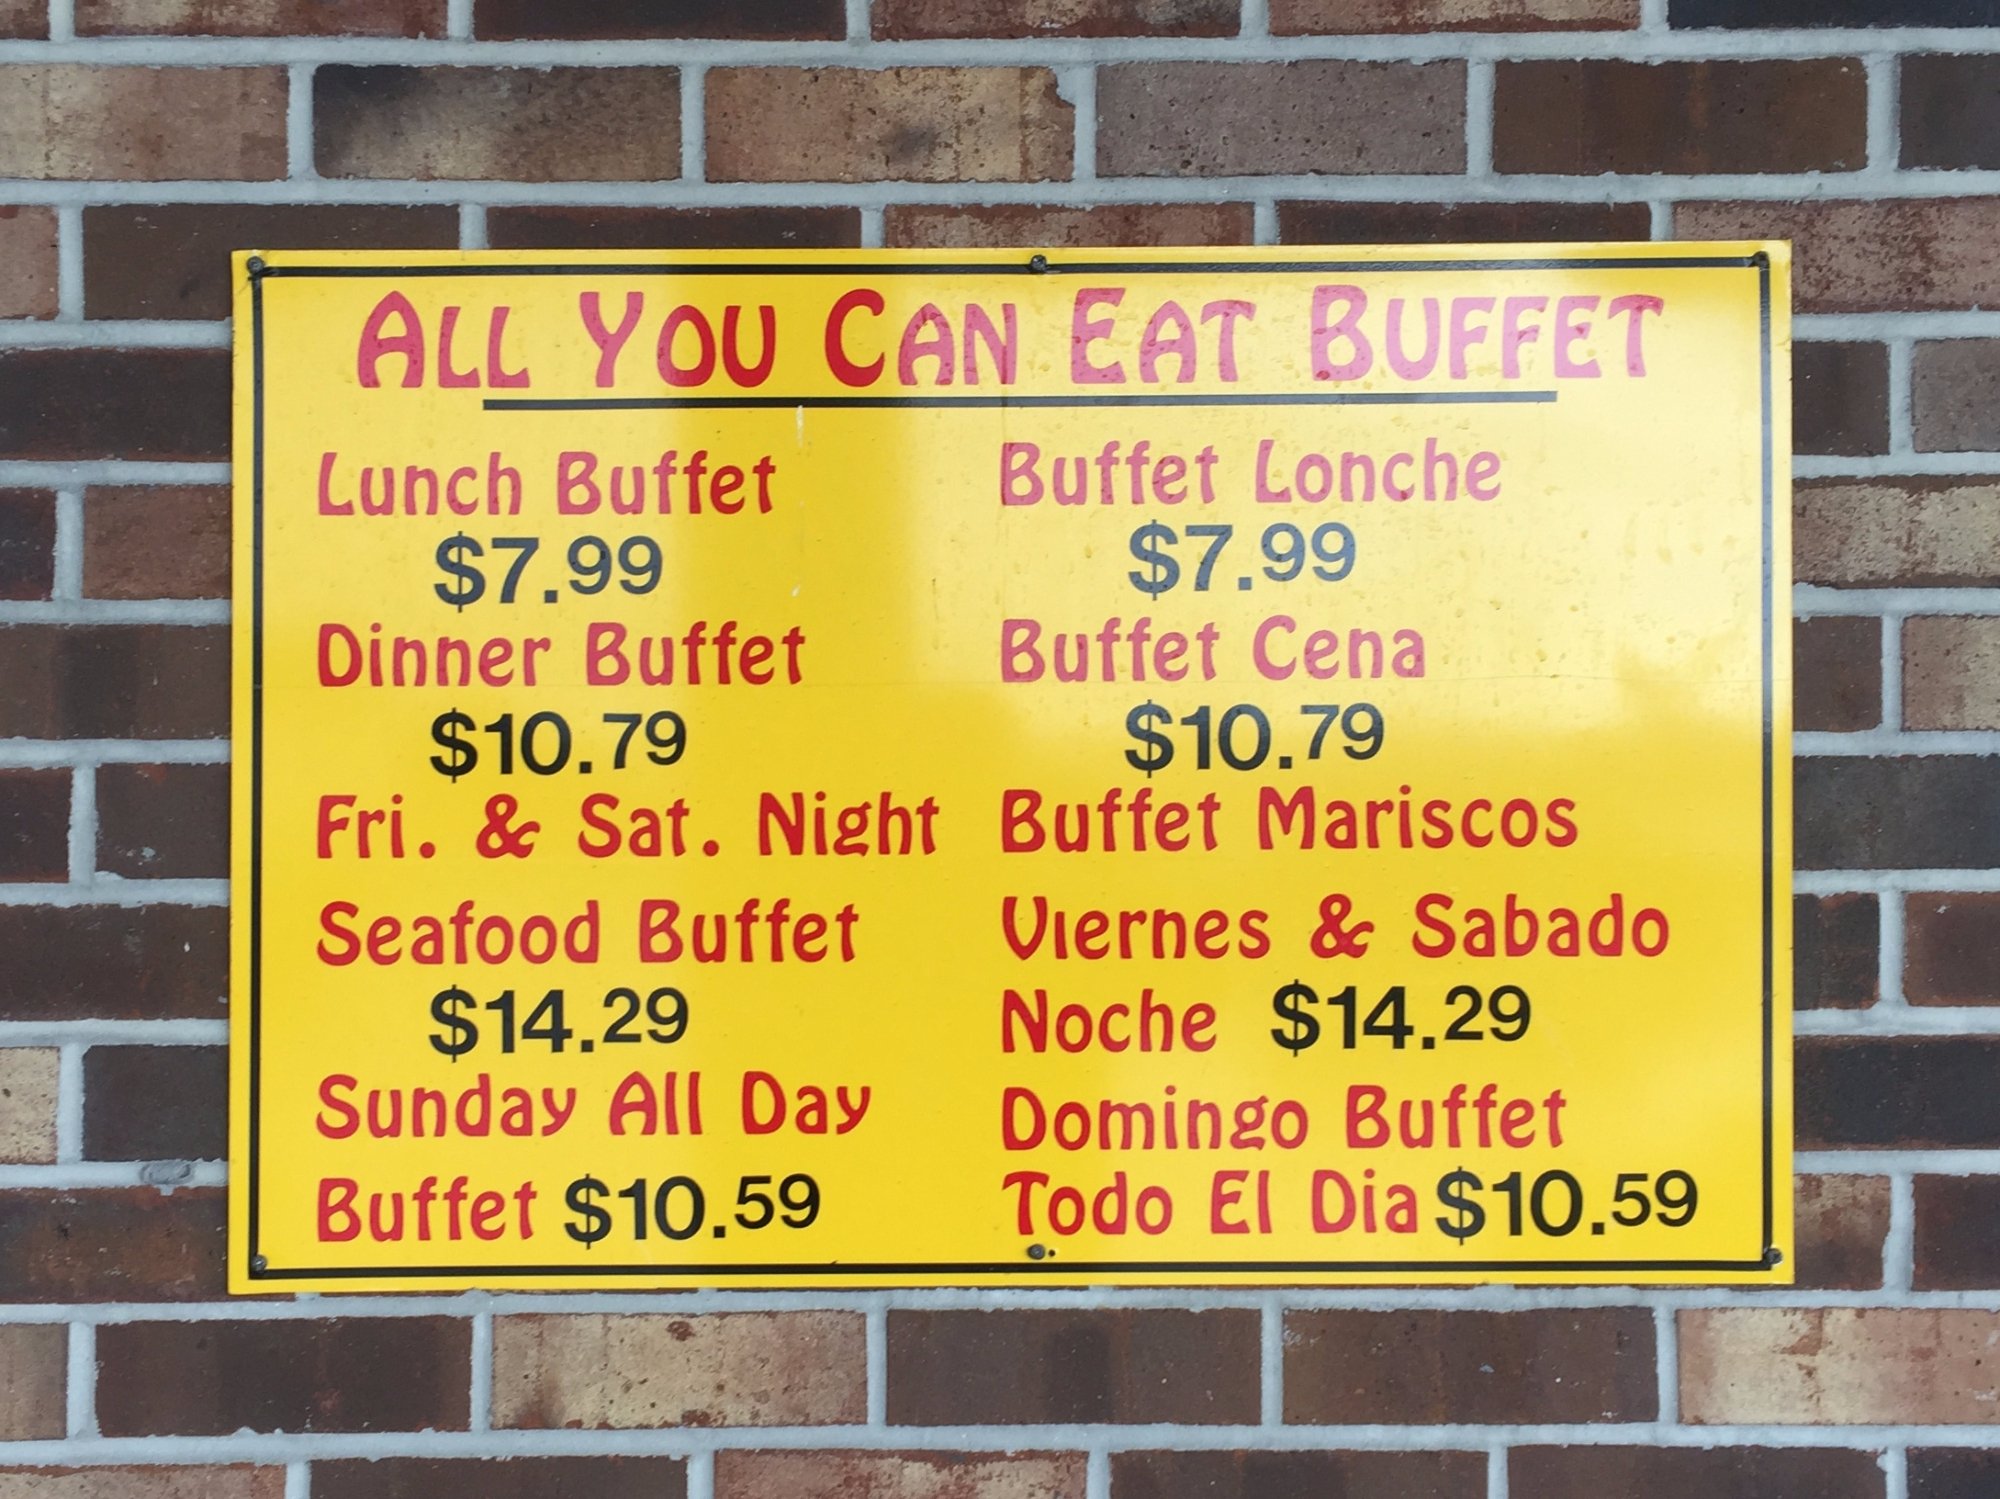 ALL YOU CAN EAT BUFFET
Lunch Buffet
$7.99
Dinner Buffet
$10.79
Fri. & Sat. Night
Seafood Buffet
$14.29
Sunday All Day
Buffet $10.59
Buffet Lonche
$7.99
Buffet Cena
$10.79
Buffet Mariscos
Viernes & Sabado
Noche $14.29
Domingo Buffet
Todo El Dia $10.59